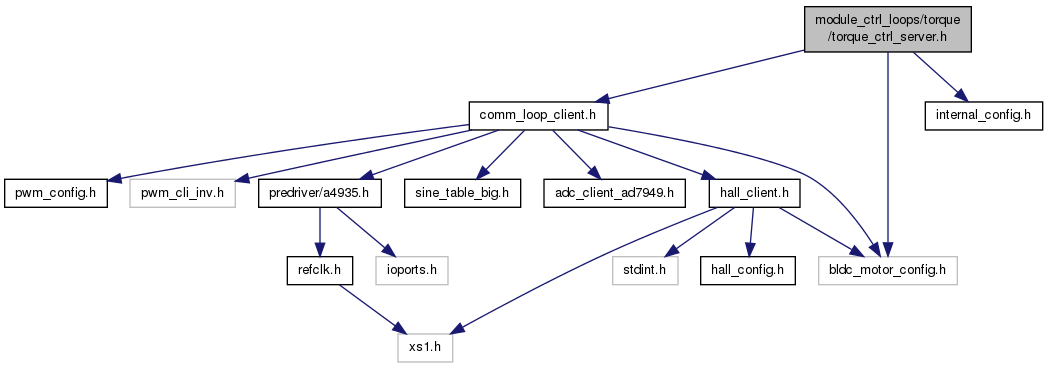 module_ctrl_loops/torque
/torque_ctrl_server.h
comm_loop_client.h
internal_config.h
pwm_config.h
pwm_cli_inv.h
predriver/a4935.h
sine_table_big.h
adc_client_ad7949.h
hall_client.h
refclk.h
ioports.h
stdint.h
hall_config.h
bldc_motor_config.h
xs1.h